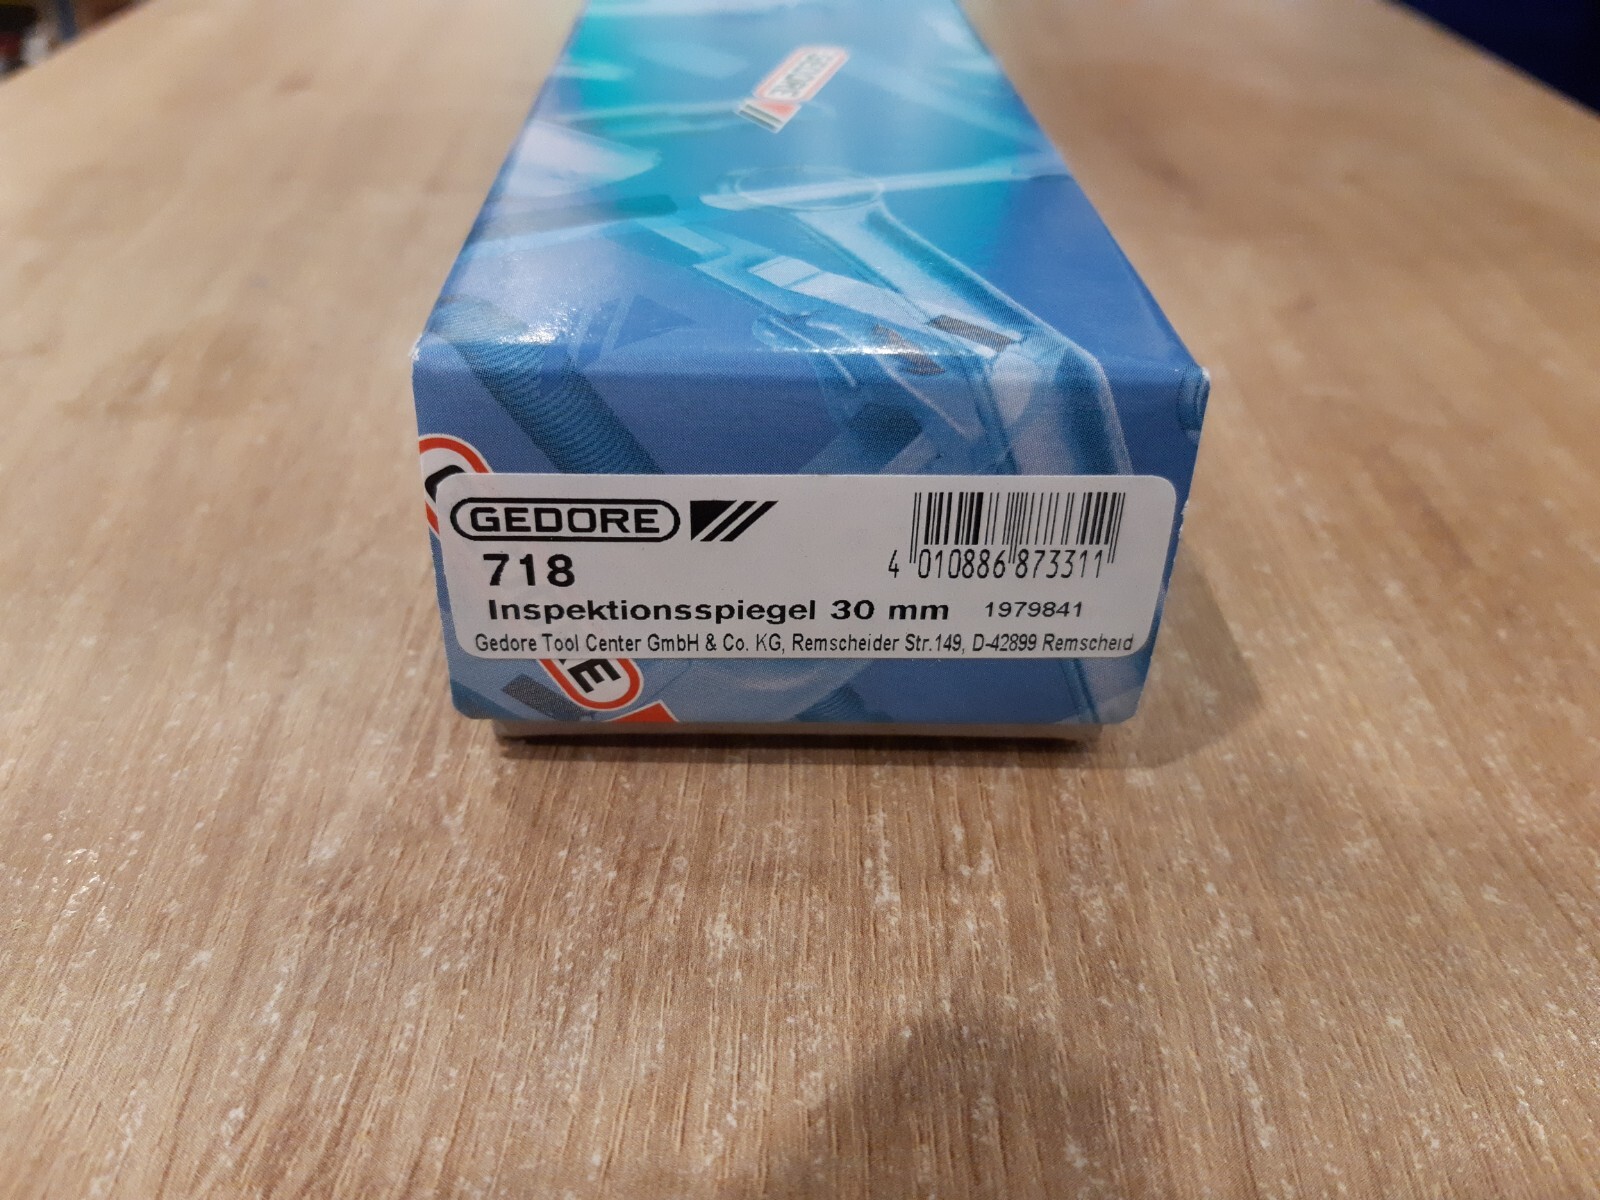 GEDORE
GEDORE
718
4 010886 873311
Inspektionsspiegel 30 mm 1979841
Gedore Tool Center GmbH & Co. KG, Remscheider Str.149, D-42899 Remscheid